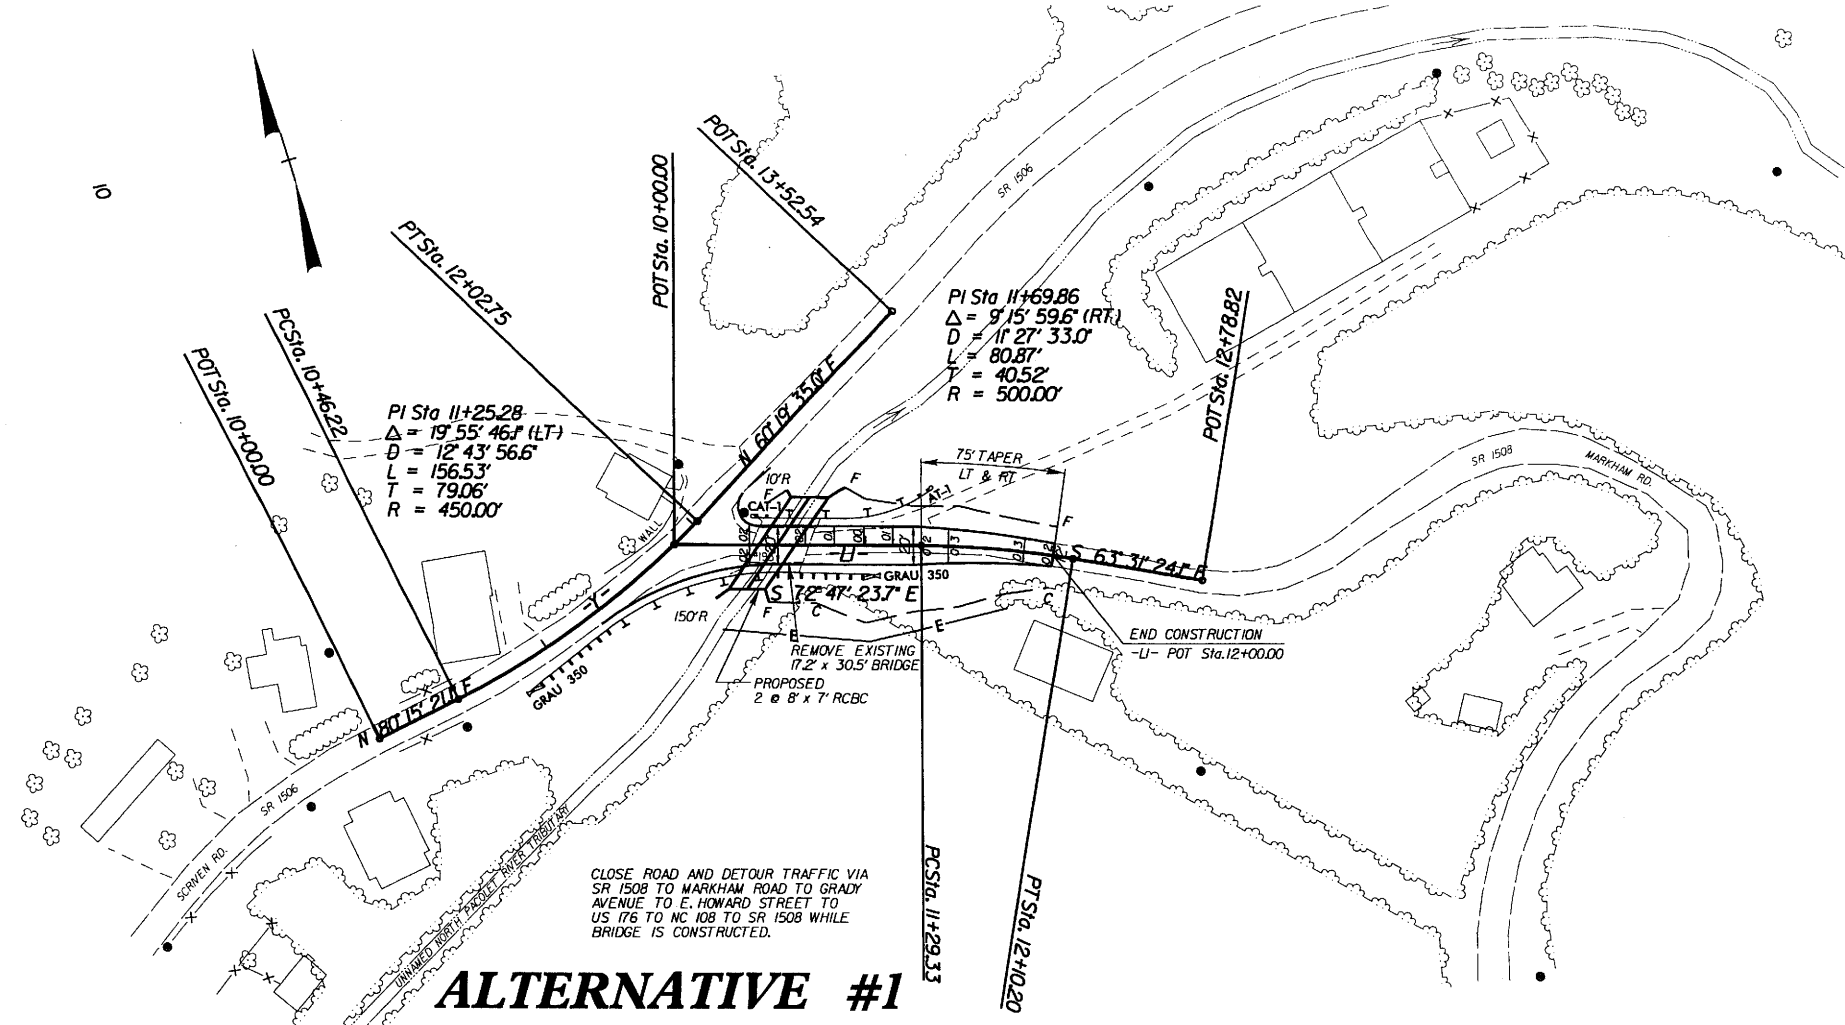 10
POT Sta. 10+00.00
PC Sta. 10+46.22
PT Sta. 12+02.75
POT Sta. 10+00.00
POT Sta. 13+52.54
PI Sta 11+25.28
Δ = 19° 55' 46.1" (LT)
D = 12° 43' 56.6"
L = 156.53'
T = 79.06'
R = 450.00'
PI Sta 11+69.86
Δ = 9° 15' 59.6" (RT)
D = 11° 27' 33.0"
L = 80.87'
T = 40.52'
R = 500.00'
POT Sta. 12+78.82
SR 1506
N 60° 19' 35.0" E
75' TAPER
LT & RT
SR 1508
MARKHAM RD.
10'R
F
F
CAT-1
AT-1
F
WALL
-Y-
-L1-
GRAU 350
S 72° 47' 23.7" E
S 63° 31' 24.1" E
150'R
F
C
C
E
E
REMOVE EXISTING
17.2' x 30.5' BRIDGE
PROPOSED
2 @ 8' x 7' RCBC
END CONSTRUCTION
-L1- POT Sta.12+00.00
GRAU 350
SR 1506
SCRIVEN RD.
UNNAMED NORTH PACOLET RIVER TRIBUTARY
CLOSE ROAD AND DETOUR TRAFFIC VIA
SR 1508 TO MARKHAM ROAD TO GRADY
AVENUE TO E. HOWARD STREET TO
US 176 TO NC 108 TO SR 1508 WHILE
BRIDGE IS CONSTRUCTED.
PC Sta. 11+29.33
PT Sta. 12+10.20
ALTERNATIVE #1